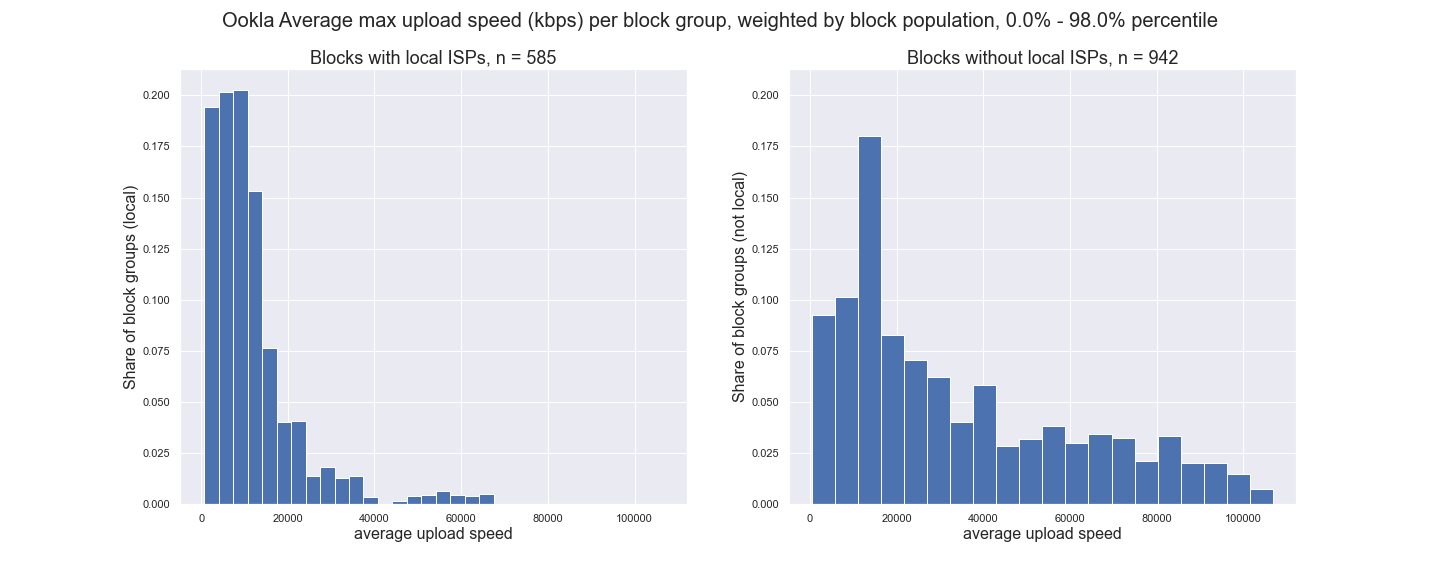 Ookla Average max upload speed (kbps) per block group, weighted by block population, 0.0% - 98.0% percentile
Blocks with local ISPs, n = 585
Share of block groups (local)
0.200
0.175
0.150
0.125
0.100
0.075
0.050
0.025
0.000
0 20000 40000 60000 80000 100000
average upload speed
Blocks without local ISPs, n = 942
Share of block groups (not local)
0.200
0.175
0.150
0.125
0.100
0.075
0.050
0.025
0.000
0 20000 40000 60000 80000 100000
average upload speed